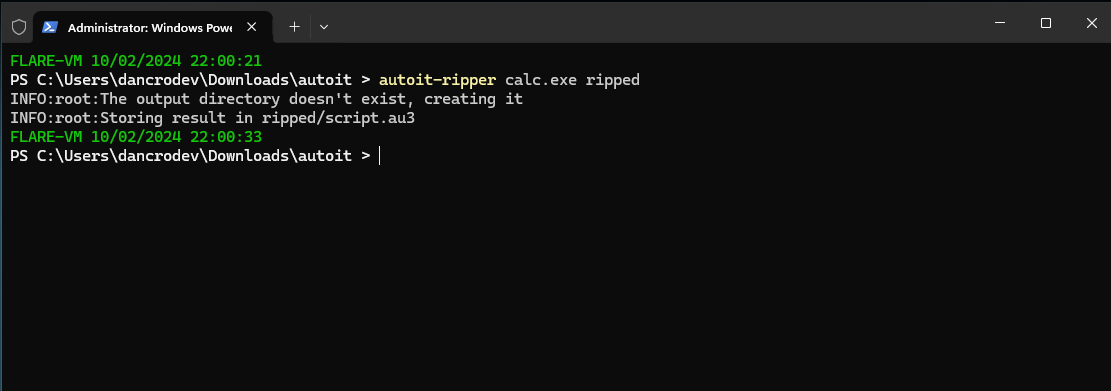 Administrator: Windows Powe
FLARE-VM 10/02/2024 22:00:21
PS C:\Users\dancrodev\Downloads\autoit > autoit-ripper calc.exe ripped
INFO:root:The output directory doesn't exist, creating it
INFO:root:Storing result in ripped/script.au3
FLARE-VM 10/02/2024 22:00:33
PS C:\Users\dancrodev\Downloads\autoit >